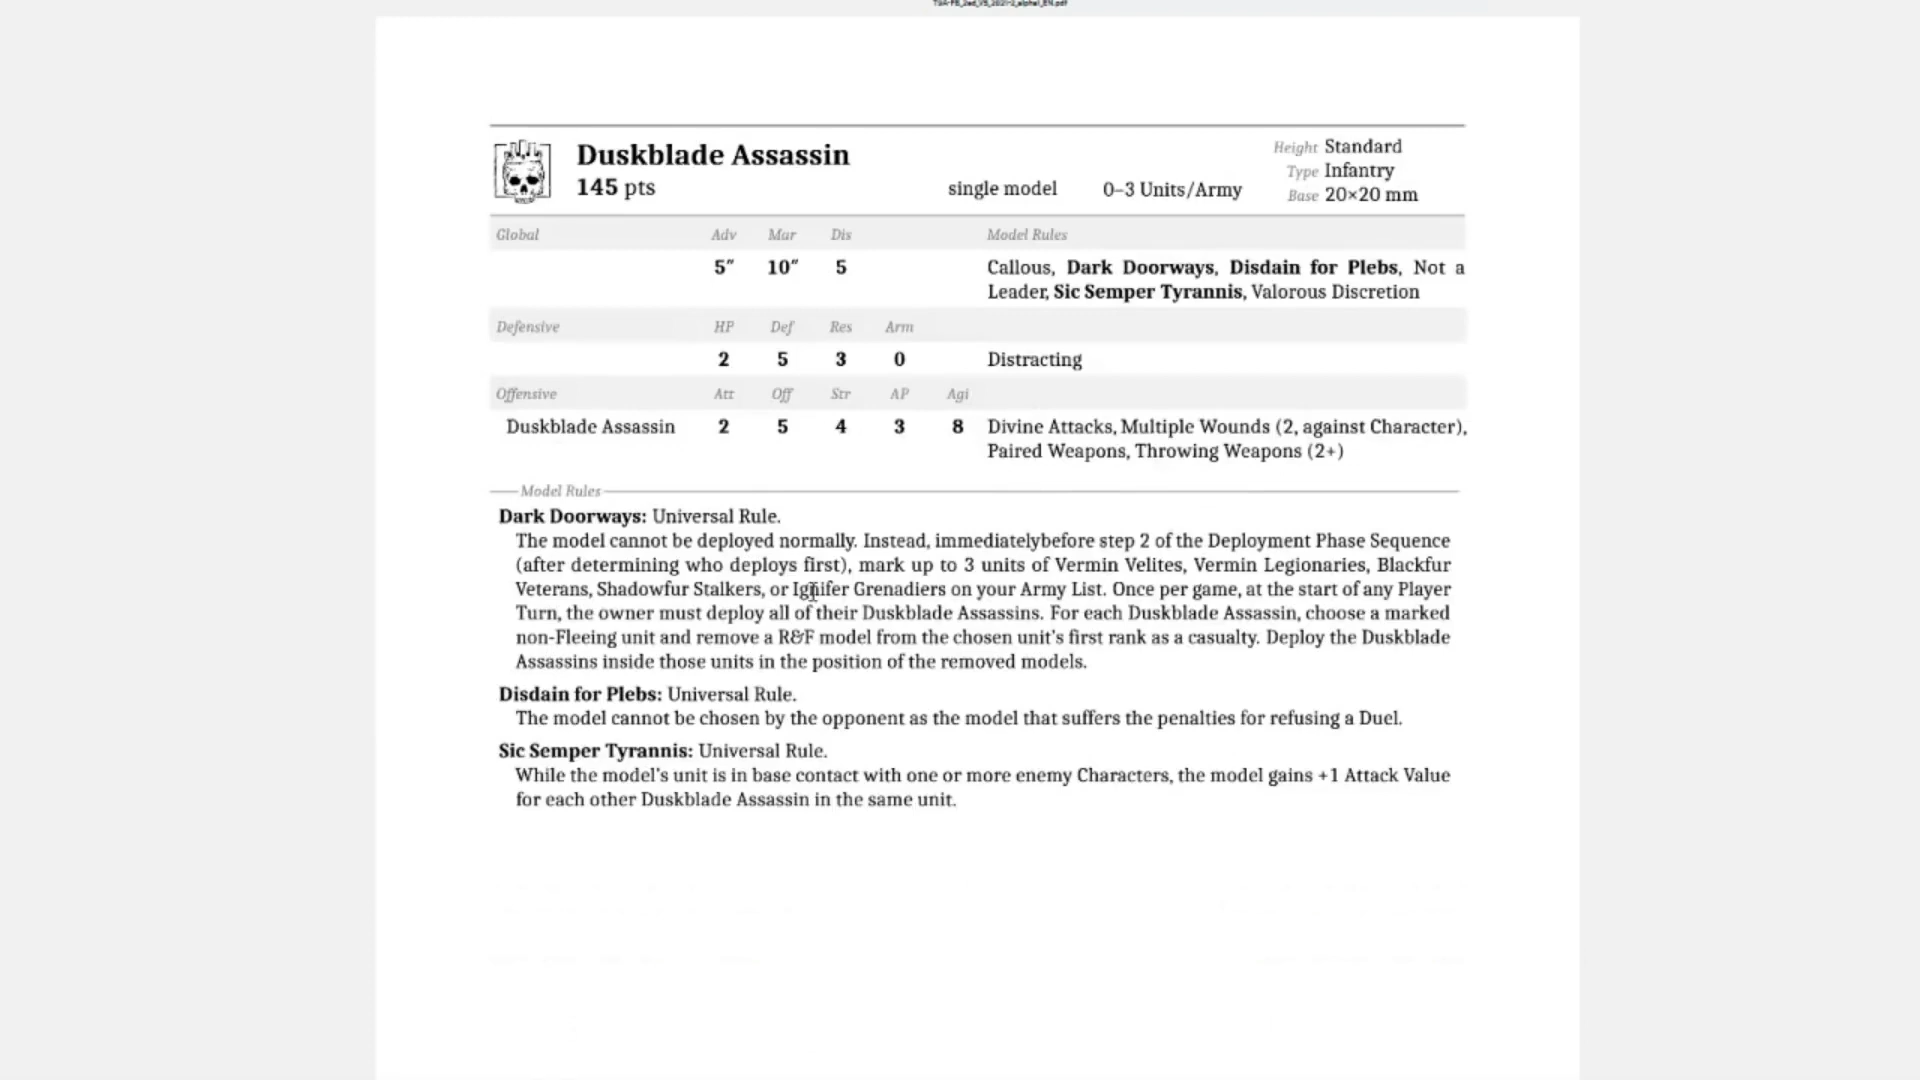 Duskblade Assassin
145 pts
single model
0–3 Units/Army
Height Standard
Type Infantry
Base 20×20 mm
Global Adv Mar Dis Model Rules
5″ 10″ 5 Callous, Dark Doorways, Disdain for Plebs, Not a
Leader, Sic Semper Tyrannis, Valorous Discretion
Defensive HP Def Res Arm
2 5 3 0 Distracting
Offensive Att Off Str AP Agi
Duskblade Assassin 2 5 4 3 8 Divine Attacks, Multiple Wounds (2, against Character),
Paired Weapons, Throwing Weapons (2+)
Model Rules
Dark Doorways: Universal Rule.
The model cannot be deployed normally. Instead, immediatelybefore step 2 of the Deployment Phase Sequence
(after determining who deploys first), mark up to 3 units of Vermin Velites, Vermin Legionaries, Blackfur
Veterans, Shadowfur Stalkers, or Ignifer Grenadiers on your Army List. Once per game, at the start of any Player
Turn, the owner must deploy all of their Duskblade Assassins. For each Duskblade Assassin, choose a marked
non-Fleeing unit and remove a R&F model from the chosen unit's first rank as a casualty. Deploy the Duskblade
Assassins inside those units in the position of the removed models.
Disdain for Plebs: Universal Rule.
The model cannot be chosen by the opponent as the model that suffers the penalties for refusing a Duel.
Sic Semper Tyrannis: Universal Rule.
While the model's unit is in base contact with one or more enemy Characters, the model gains +1 Attack Value
for each other Duskblade Assassin in the same unit.